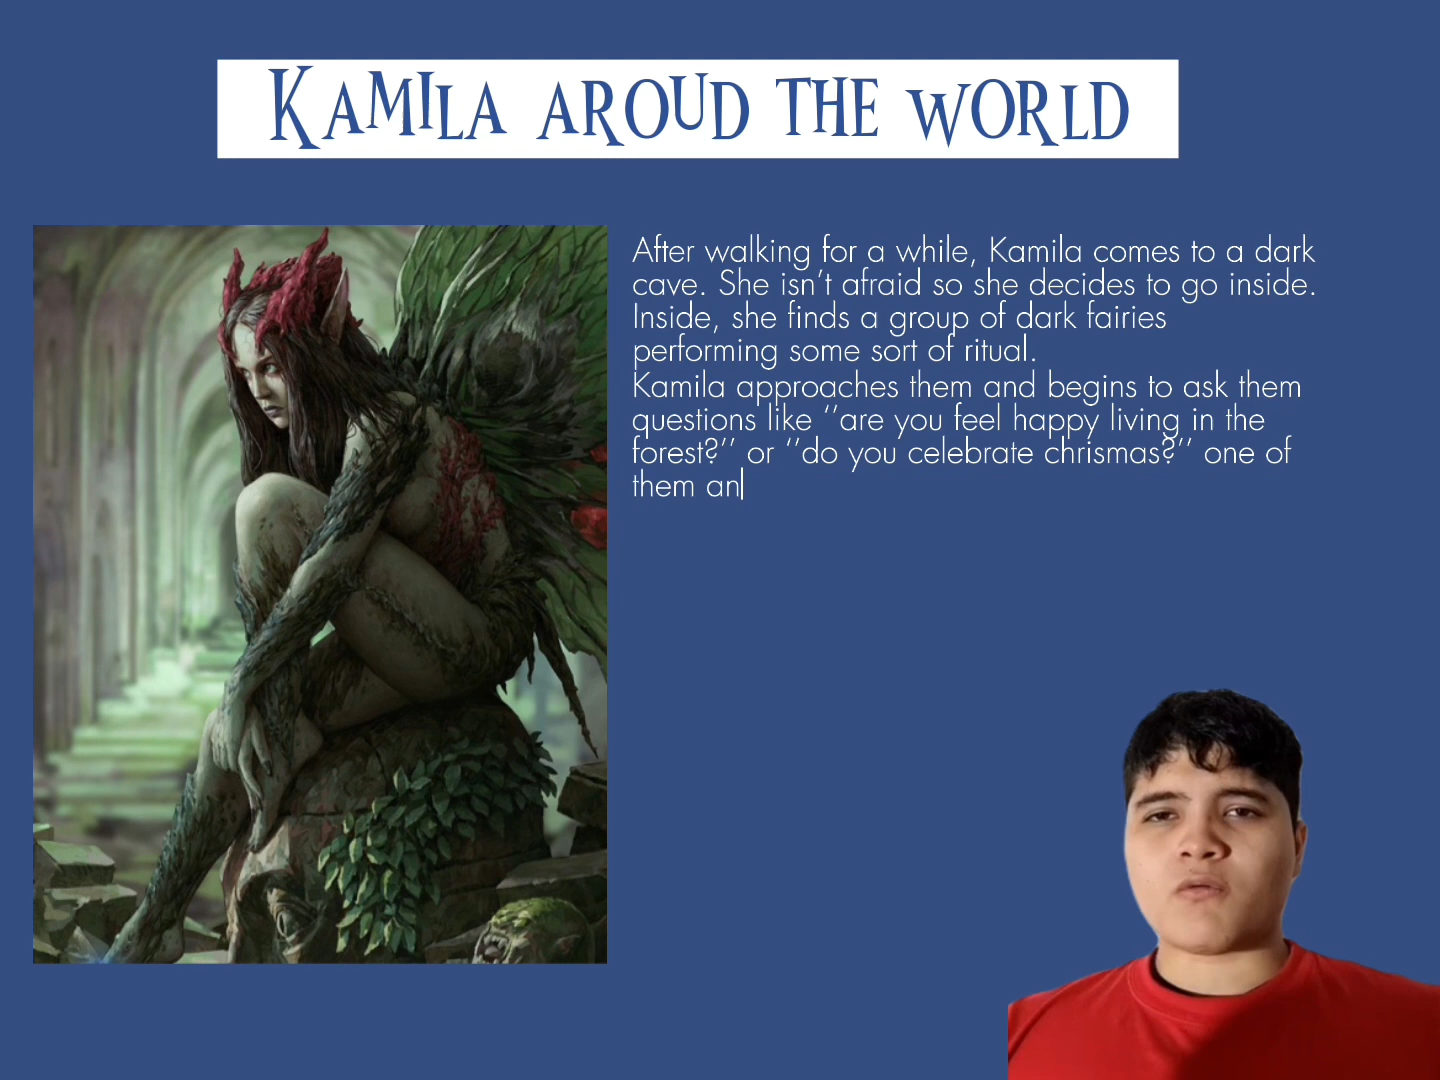 KAMILA AROUD THE WORLD
After walking for a while, Kamila comes to a dark
cave. She isn't afraid so she decides to go inside.
Inside, she finds a group of dark fairies
performing some sort of ritual.
Kamila approaches them and begins to ask them
questions like ‘’are you feel happy living in the
forest?’’ or ‘’do you celebrate chrismas?’’ one of
them an